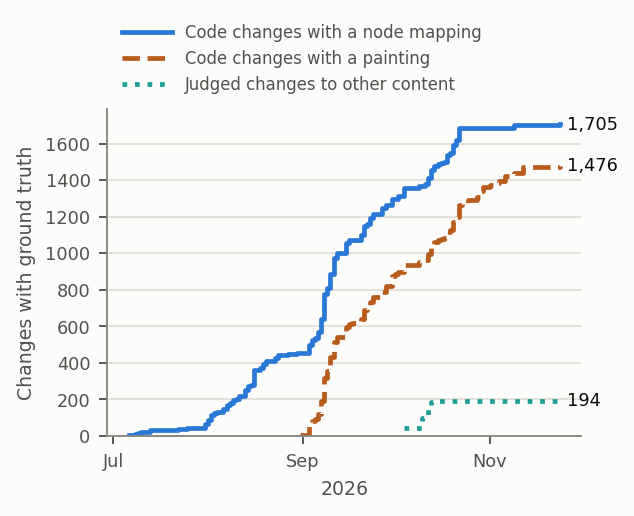 Code changes with a node mapping
Code changes with a painting
Judged changes to other content
Changes with ground truth
1600
1400
1200
1000
800
600
400
200
0
1,705
1,476
194
Jul
Sep
Nov
2026